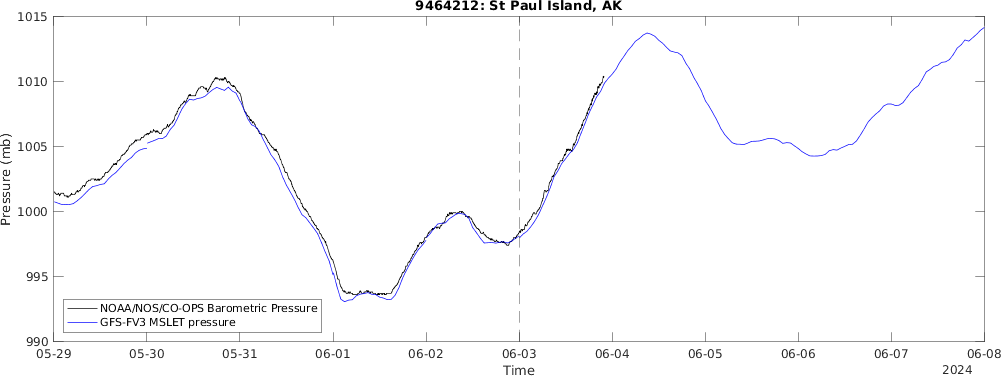 9464212: St Paul Island, AK
Pressure (mb)
1015
1010
1005
1000
995
990
NOAA/NOS/CO-OPS Barometric Pressure
GFS-FV3 MSLET pressure
05-29 05-30 05-31 06-01 06-02 06-03 06-04 06-05 06-06 06-07 06-08
Time
2024